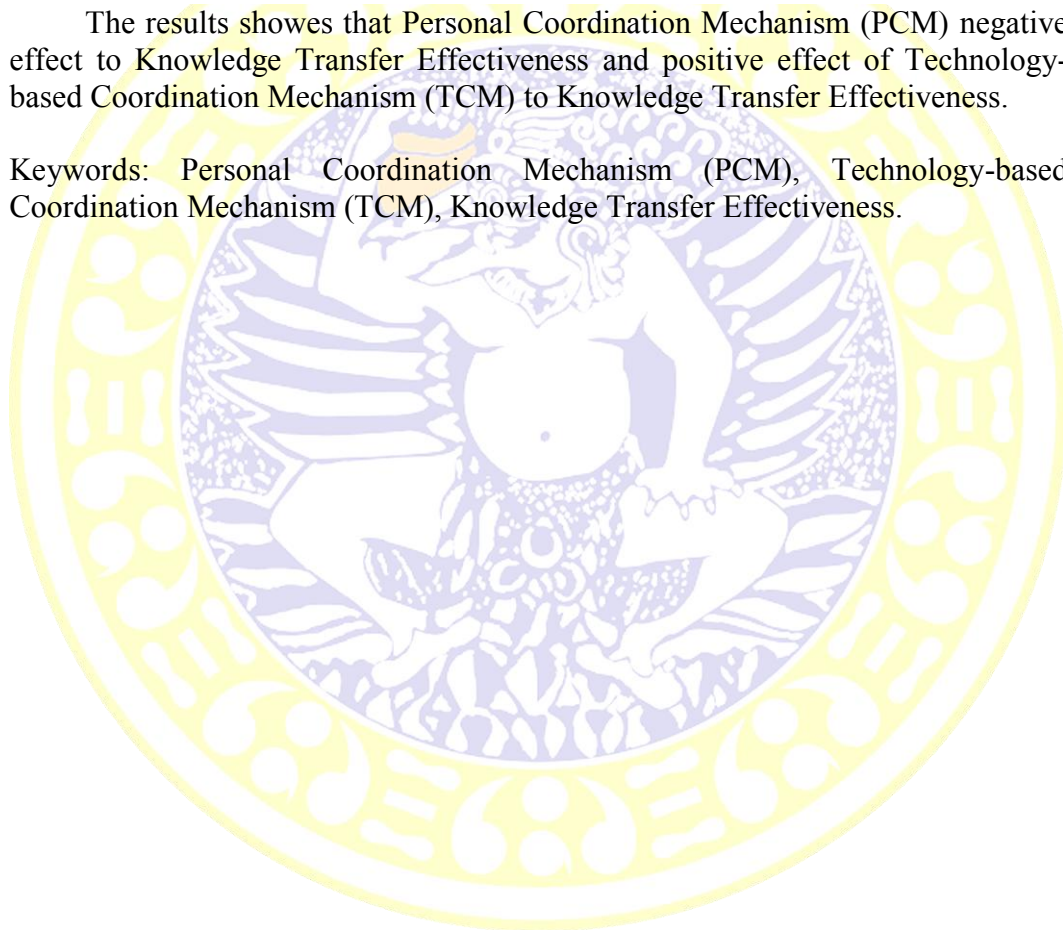 The results showes that Personal Coordination Mechanism (PCM) negative
effect to Knowledge Transfer Effectiveness and positive effect of Technology-
based Coordination Mechanism (TCM) to Knowledge Transfer Effectiveness.
Keywords: Personal Coordination Mechanism (PCM), Technology-based
Coordination Mechanism (TCM), Knowledge Transfer Effectiveness.